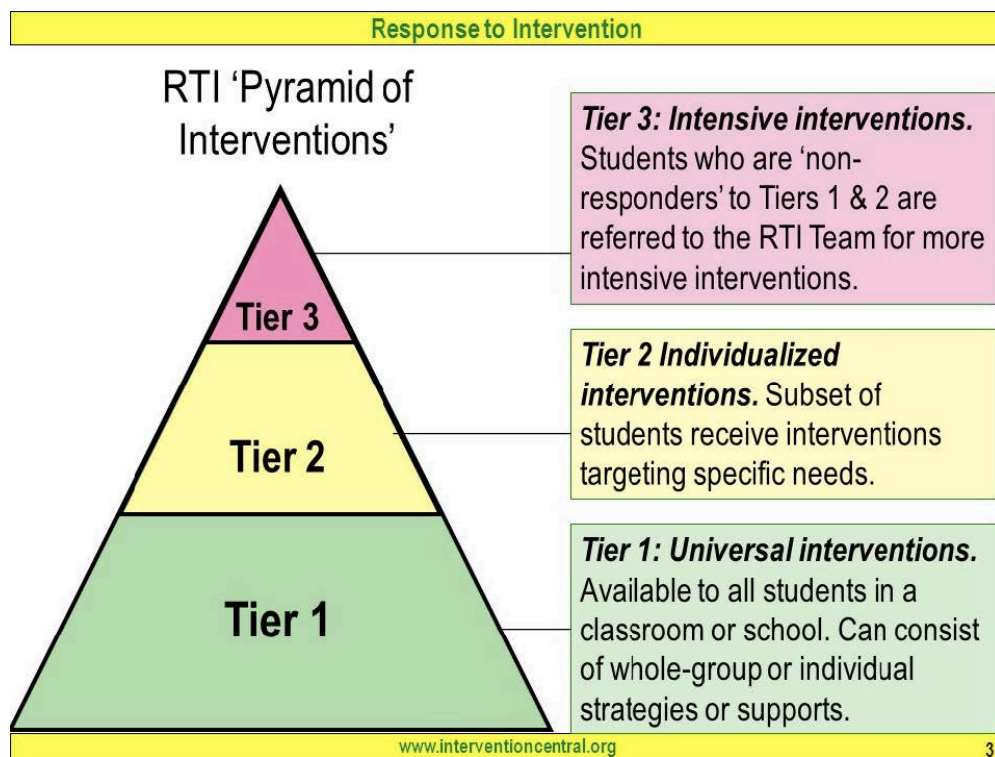 Response to Intervention
RTI ‘Pyramid of
Interventions’
Tier 3: Intensive interventions.
Students who are ‘non-
responders’ to Tiers 1 & 2 are
referred to the RTI Team for more
intensive interventions.
Tier 3
Tier 2 Individualized
interventions. Subset of
students receive interventions
targeting specific needs.
Tier 2
Tier 1: Universal interventions.
Available to all students in a
classroom or school. Can consist
of whole-group or individual
strategies or supports.
Tier 1
www.interventioncentral.org
3